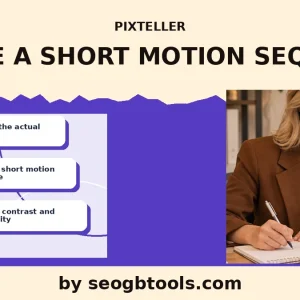 PIXTELLER
E A SHORT MOTION SEQ
the actual
short motion
e
contrast and
ity
by seogbtools.com